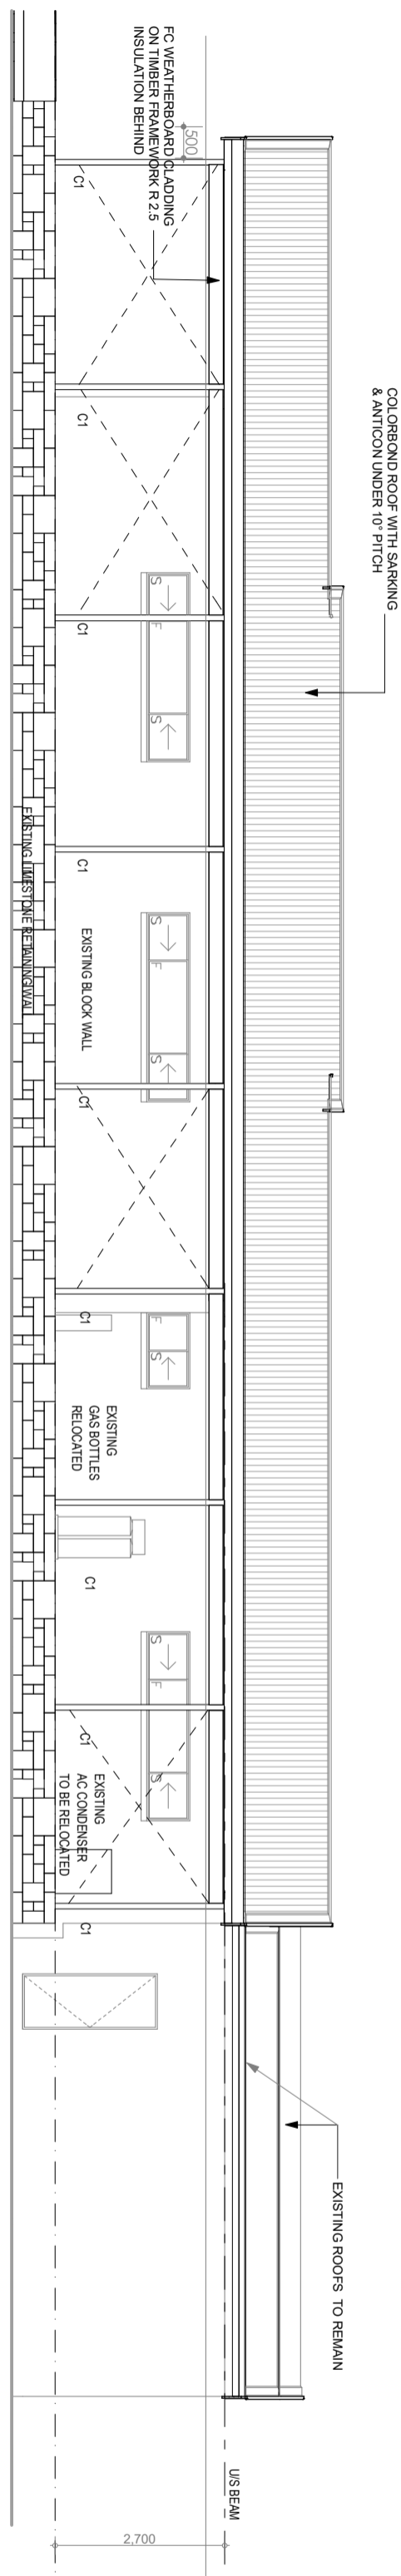 COLORBOND ROOF WITH SARKING
& ANTICON UNDER 10° PITCH
FC WEATHERBOARD CLADDING
ON TIMBER FRAMEWORK R 2.5
INSULATION BEHIND
500
EXISTING ROOFS TO REMAIN
U/S BEAM
2,700
S
F
S
S
F
S
F
S
S
F
S
C1
C1
C1
C1
C1
C1
C1
C1
C1
EXISTING BLOCK WALL
EXISTING
GAS BOTTLES
RELOCATED
EXISTING
AC CONDENSER
TO BE RELOCATED
EXISTING LIMESTONE RETAINING WALL